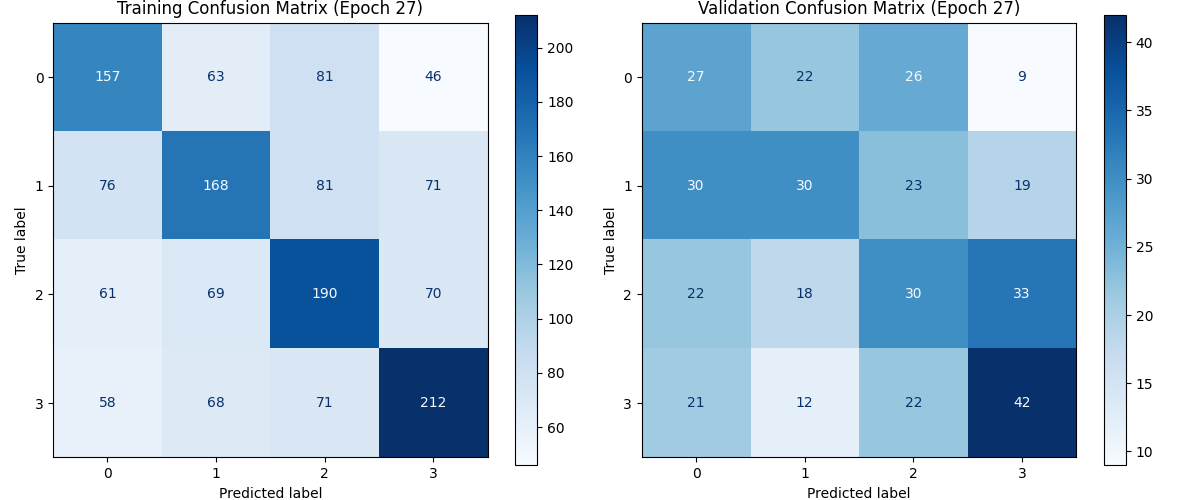 Training Confusion Matrix (Epoch 27)
0 157 63 81 46
1 76 168 81 71
2 61 69 190 70
3 58 68 71 212
0 1 2 3
Predicted label
True label
200
180
160
140
120
100
80
60
Validation Confusion Matrix (Epoch 27)
0 27 22 26 9
1 30 30 23 19
2 22 18 30 33
3 21 12 22 42
0 1 2 3
Predicted label
True label
40
35
30
25
20
15
10